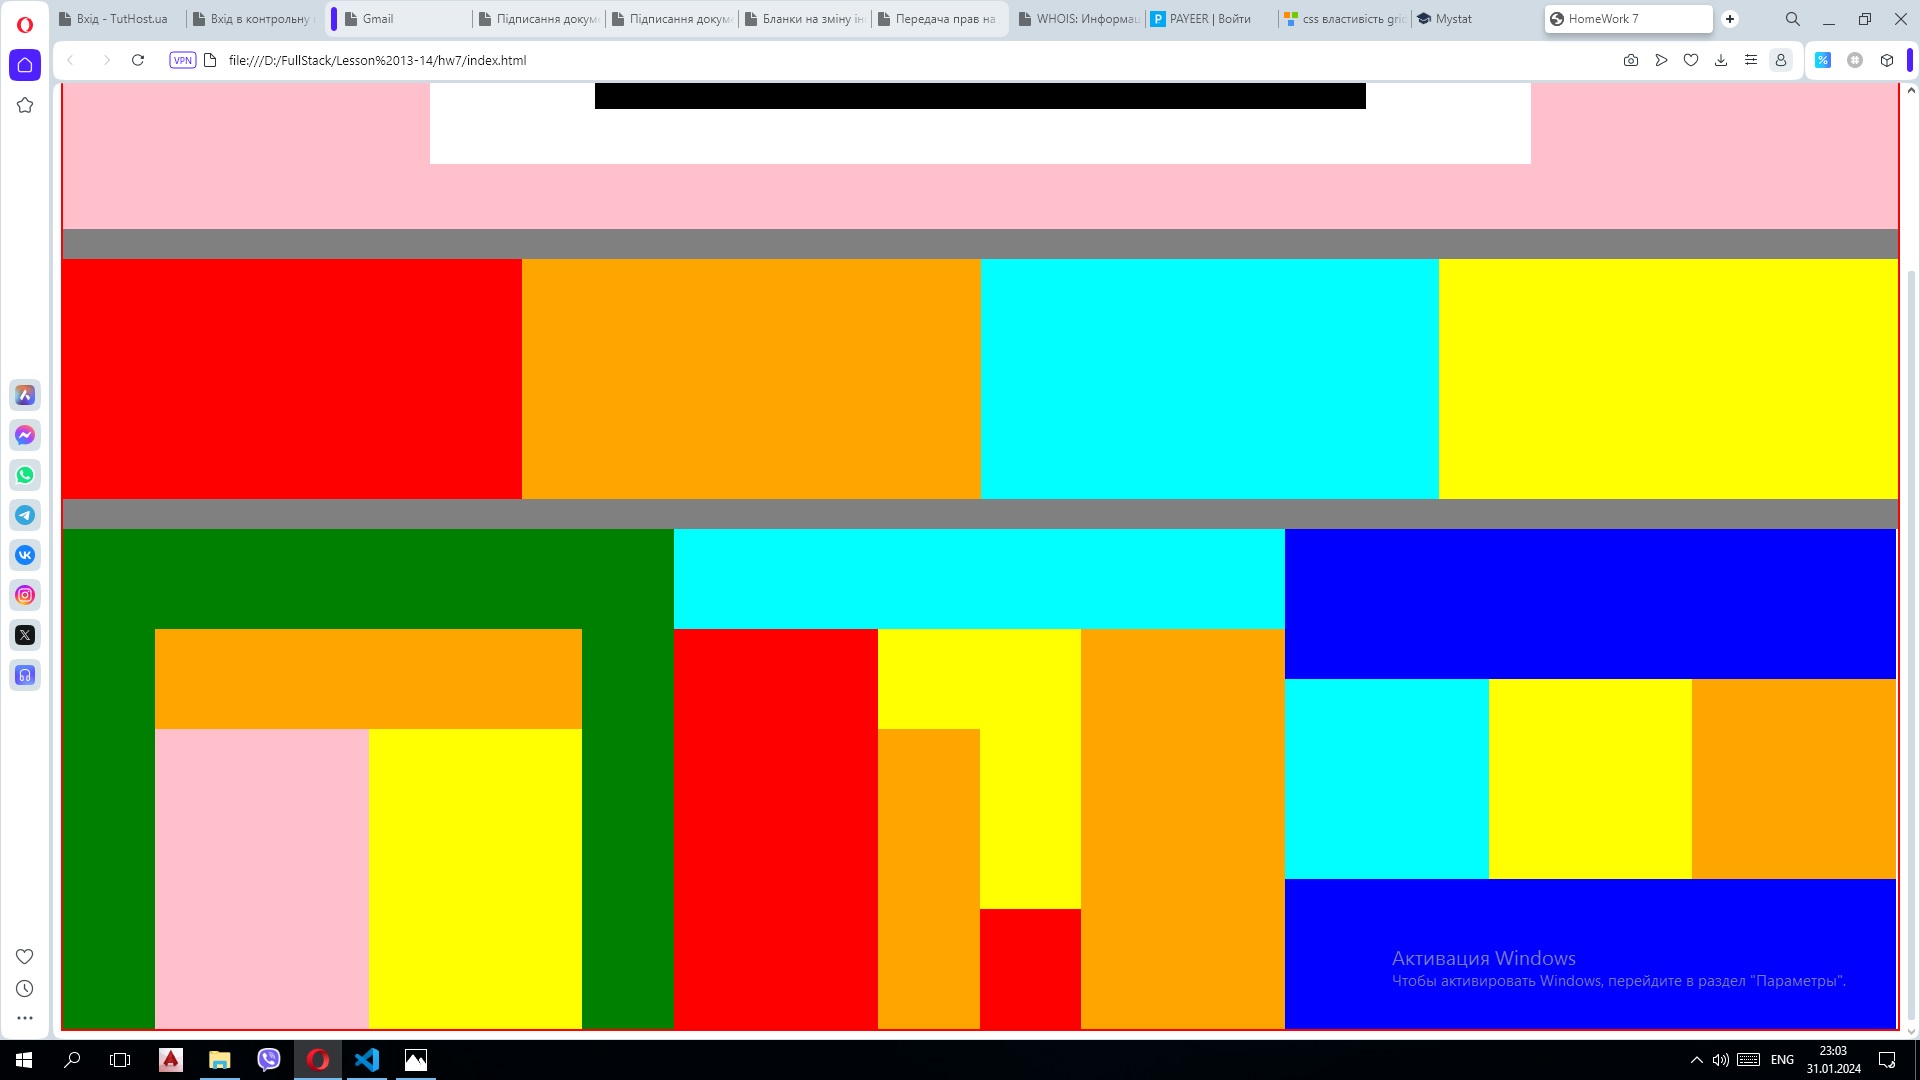 Вхід - TutHost.ua
Вхід в контрольну
Gmail
Підписання докум
Підписання докум
Бланки на зміну ін
Передача прав на
WHOIS: Информац
PAYEER | Войти
css властивість grid
Mystat
HomeWork 7
VPN
file:///D:/FullStack/Lesson%2013-14/hw7/index.html
Активация Windows
Чтобы активировать Windows, перейдите в раздел "Параметры".
ENG
23:03
31.01.2024